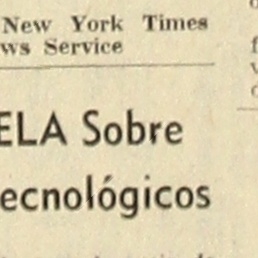 New York Times
ws Service
ELA Sobre
ecnológicos